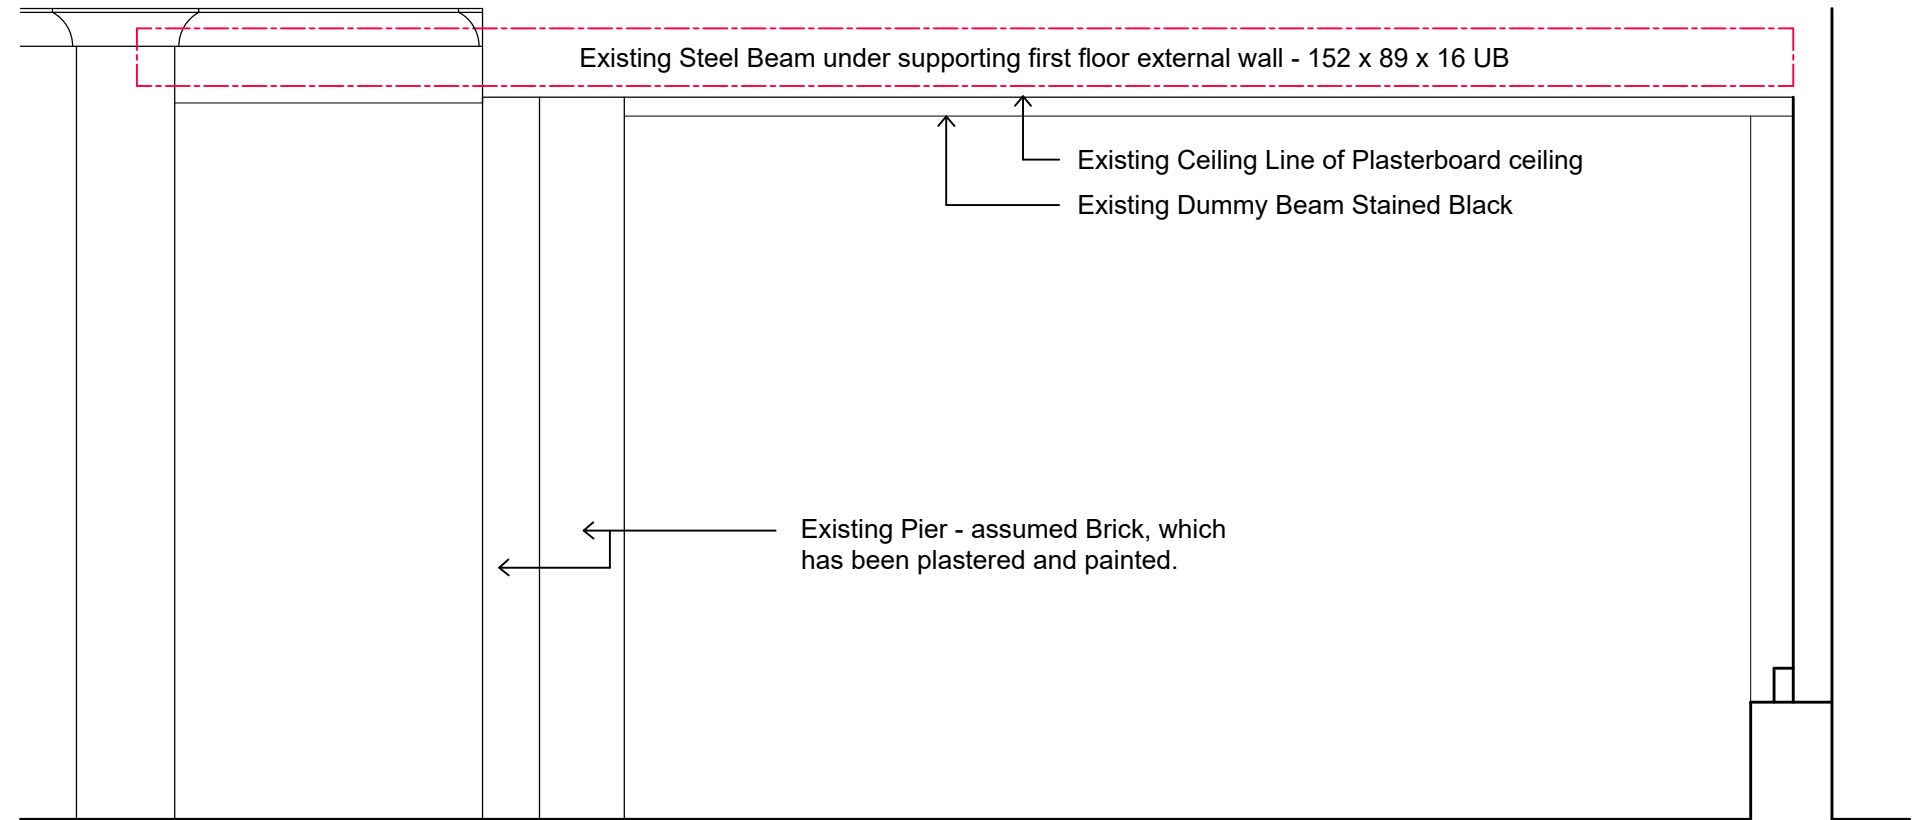 Existing Steel Beam under supporting first floor external wall - 152 x 89 x 16 UB
Existing Ceiling Line of Plasterboard ceiling
Existing Dummy Beam Stained Black
Existing Pier - assumed Brick, which
has been plastered and painted.